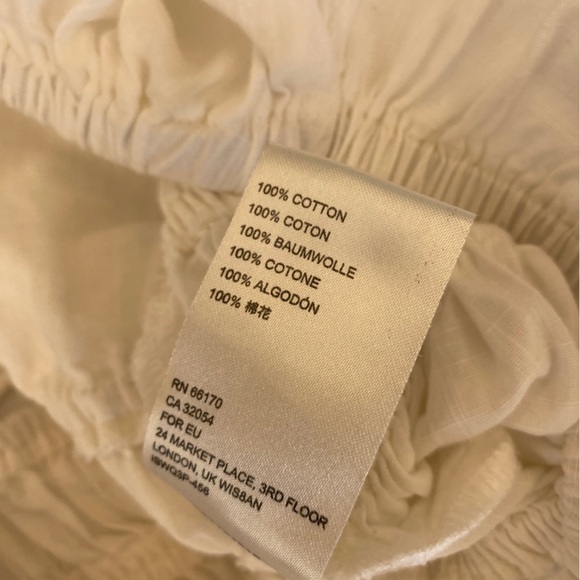 100% COTTON
100% COTON
100% BAUMWOLLE
100% COTONE
100% ALGODÓN
100% 棉花
RN 66170
CA 32054
FOR EU
24 MARKET PLACE, 3RD FLOOR
LONDON, UK WIS8AN